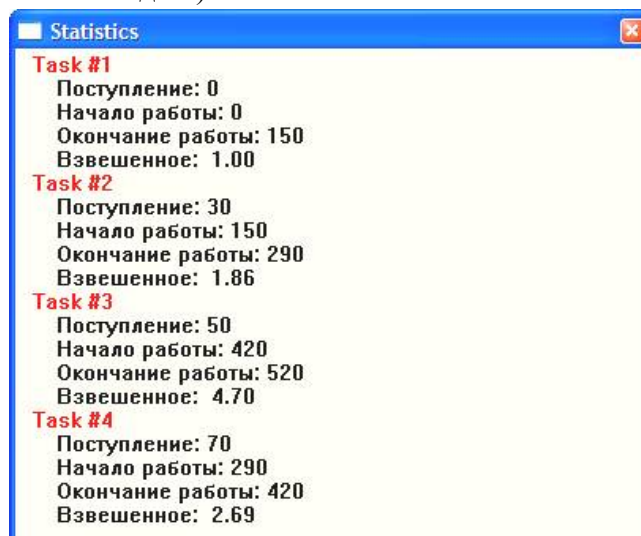 Statistics
Task #1
Поступление: 0
Начало работы: 0
Окончание работы: 150
Взвешенное: 1.00
Task #2
Поступление: 30
Начало работы: 150
Окончание работы: 290
Взвешенное: 1.86
Task #3
Поступление: 50
Начало работы: 420
Окончание работы: 520
Взвешенное: 4.70
Task #4
Поступление: 70
Начало работы: 290
Окончание работы: 420
Взвешенное: 2.69